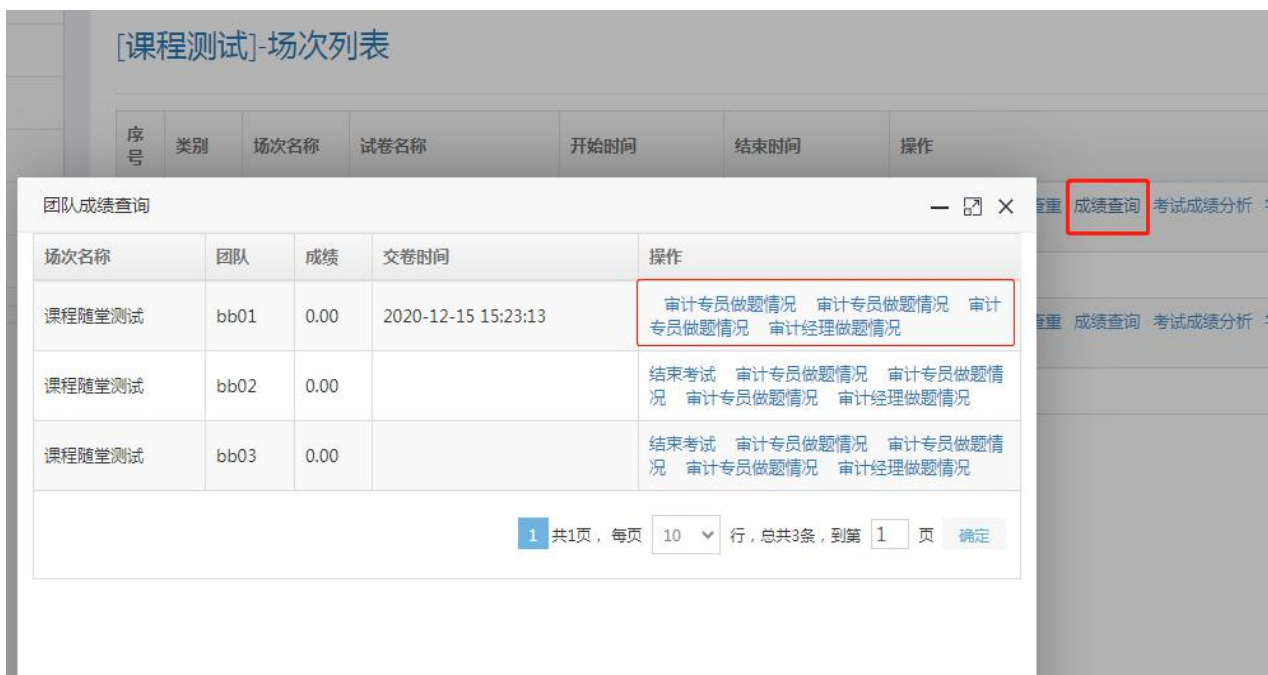 [课程测试]-场次列表
序号 类别 场次名称 试卷名称 开始时间 结束时间 操作
查重 成绩查询 考试成绩分析
团队成绩查询
场次名称 团队 成绩 交卷时间 操作
课程随堂测试 bb01 0.00 2020-12-15 15:23:13 审计专员做题情况 审计专员做题情况 审计
专员做题情况 审计经理做题情况
查重 成绩查询 考试成绩分析
课程随堂测试 bb02 0.00 结束考试 审计专员做题情况 审计专员做题情
况 审计专员做题情况 审计经理做题情况
课程随堂测试 bb03 0.00 结束考试 审计专员做题情况 审计专员做题情
况 审计专员做题情况 审计经理做题情况
1 共1页，每页 10 行，总共3条，到第 1 页 确定